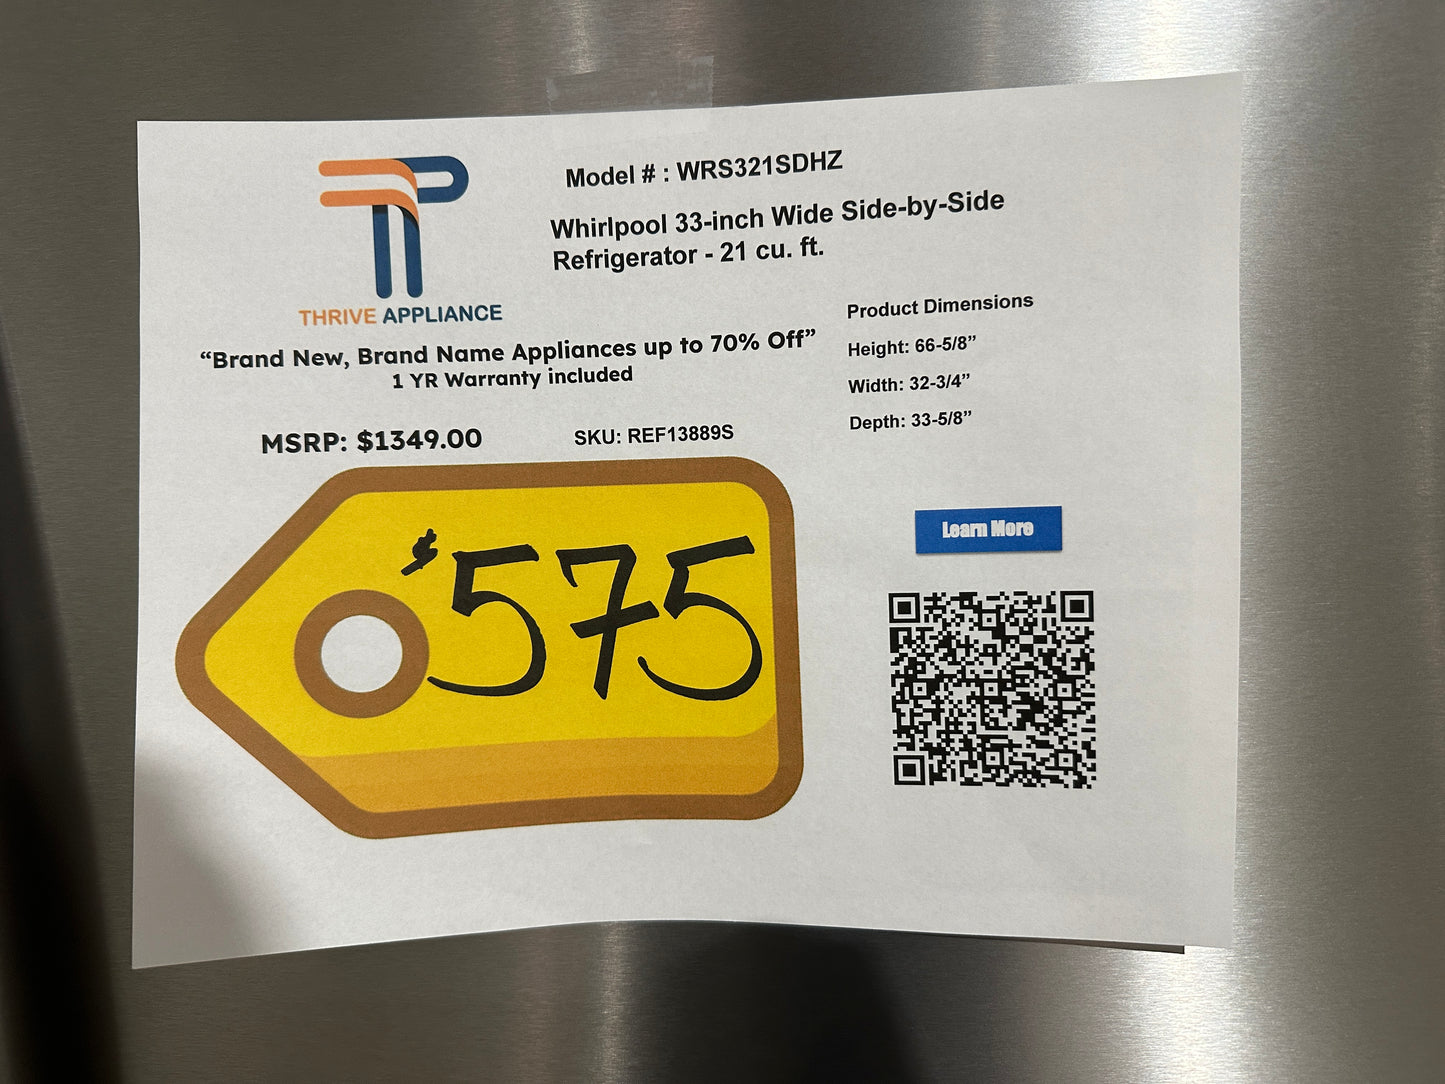 Model # : WRS321SDHZ
Whirlpool 33-inch Wide Side-by-Side
Refrigerator - 21 cu. ft.
TP
THRIVE APPLIANCE
“Brand New, Brand Name Appliances up to 70% Off”
1 YR Warranty included
MSRP: $1349.00
SKU: REF13889S
$575
Product Dimensions
Height: 66-5/8”
Width: 32-3/4”
Depth: 33-5/8”
Learn More